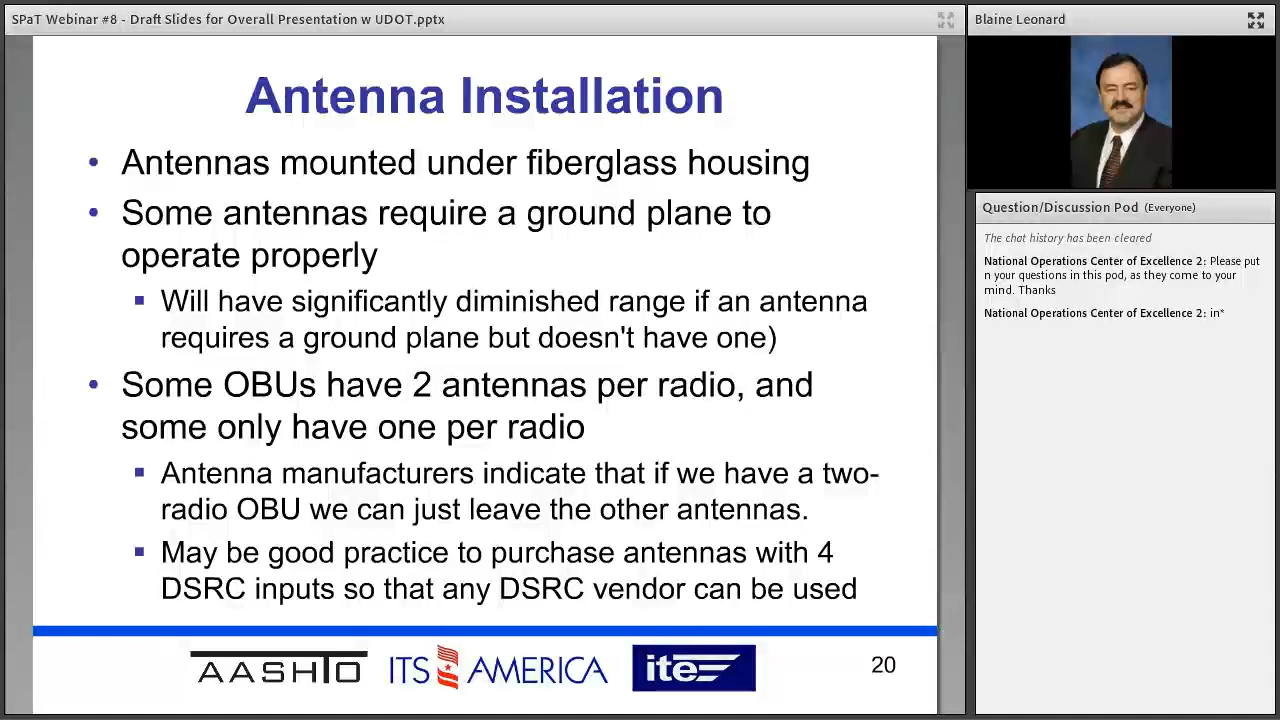 SPaT Webinar #8 - Draft Slides for Overall Presentation w UDOT.pptx
Antenna Installation
• Antennas mounted under fiberglass housing
• Some antennas require a ground plane to
operate properly
▪ Will have significantly diminished range if an antenna
requires a ground plane but doesn't have one)
• Some OBUs have 2 antennas per radio, and
some only have one per radio
▪ Antenna manufacturers indicate that if we have a two-
radio OBU we can just leave the other antennas.
▪ May be good practice to purchase antennas with 4
DSRC inputs so that any DSRC vendor can be used
AASHTO
ITS AMERICA
ite
20
Blaine Leonard
Question/Discussion Pod (Everyone)
The chat history has been cleared
National Operations Center of Excellence 2: Please put
n your questions in this pod, as they come to your
mind. Thanks
National Operations Center of Excellence 2: in*